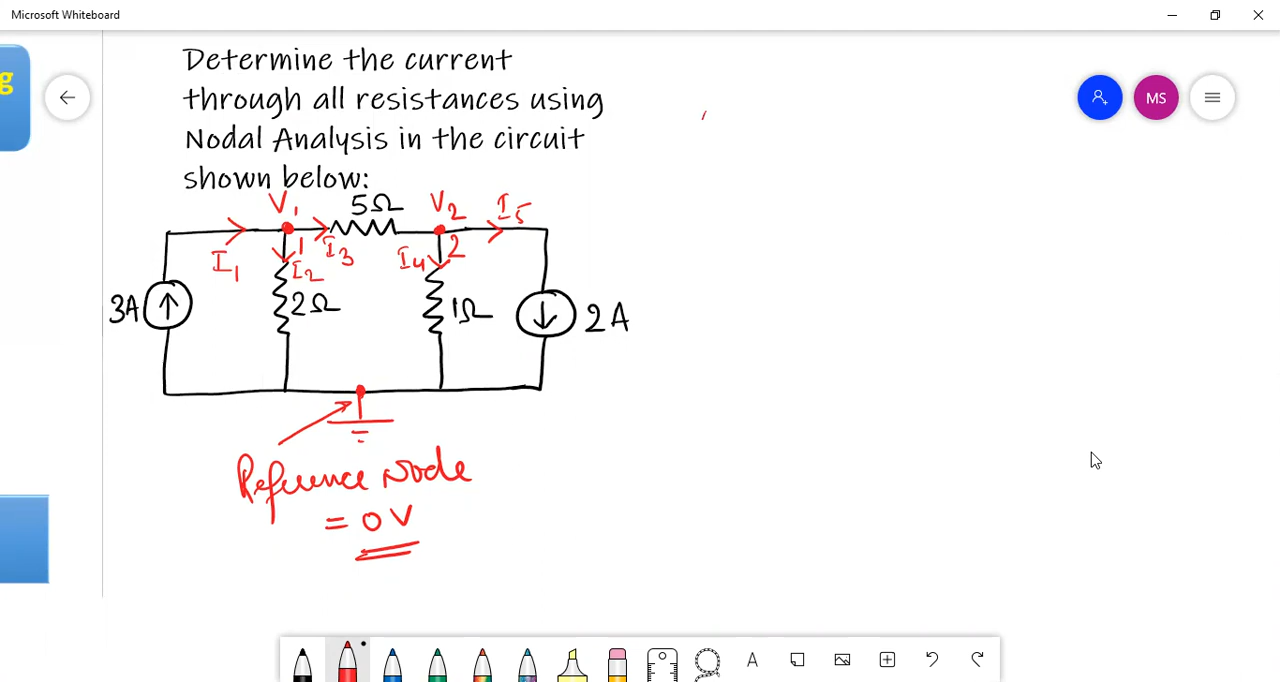 Microsoft Whiteboard
g
MS
Determine the current
through all resistances using
Nodal Analysis in the circuit
shown below:
V1
5Ω
V2
I5
I1
1
I3
I4
2
I2
3A
2Ω
1Ω
2A
Reference Node
= 0V
A